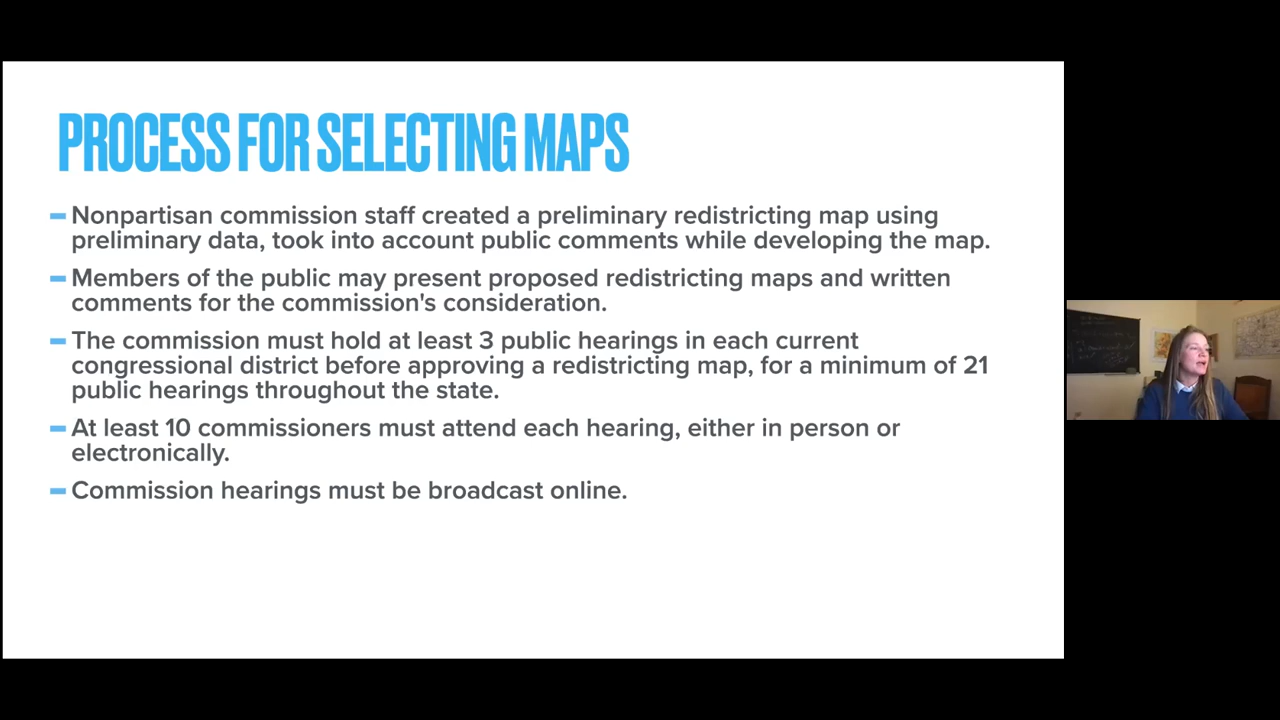 PROCESS FOR SELECTING MAPS
Nonpartisan commission staff created a preliminary redistricting map using
preliminary data, took into account public comments while developing the map.
Members of the public may present proposed redistricting maps and written
comments for the commission's consideration.
The commission must hold at least 3 public hearings in each current
congressional district before approving a redistricting map, for a minimum of 21
public hearings throughout the state.
At least 10 commissioners must attend each hearing, either in person or
electronically.
Commission hearings must be broadcast online.